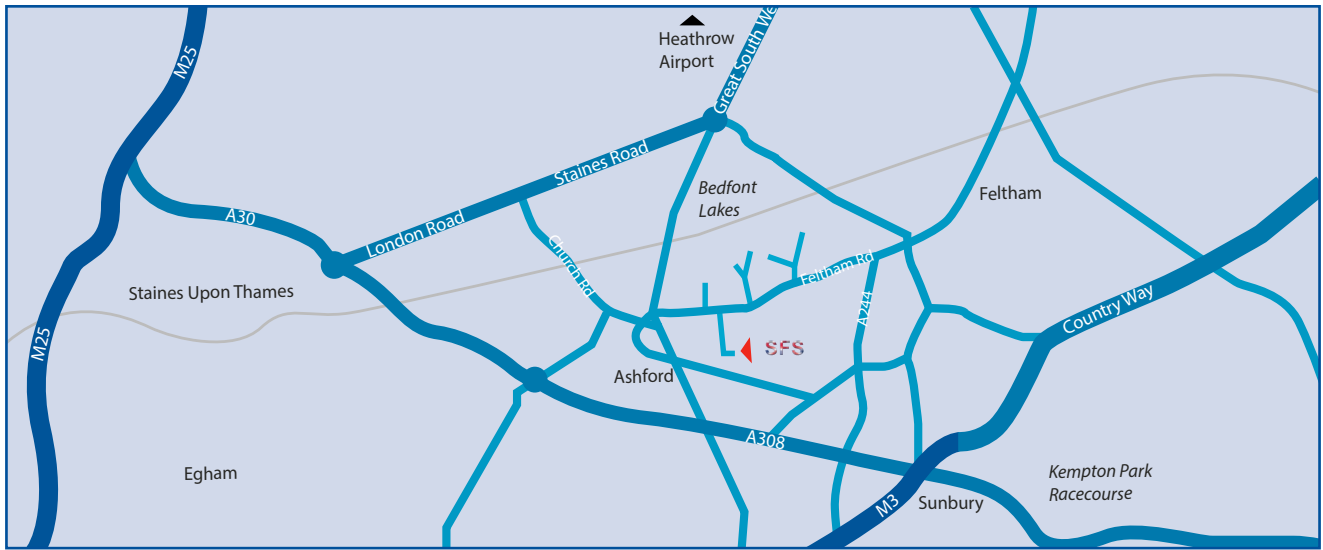 M25
Heathrow
Airport
Great South We
Staines Road
Bedfont
Lakes
Feltham
A30
London Road
Church Rd
Feltham Rd
Staines Upon Thames
A244
Country Way
M25
SFS
Ashford
A308
Egham
Kempton Park
Racecourse
M3
Sunbury